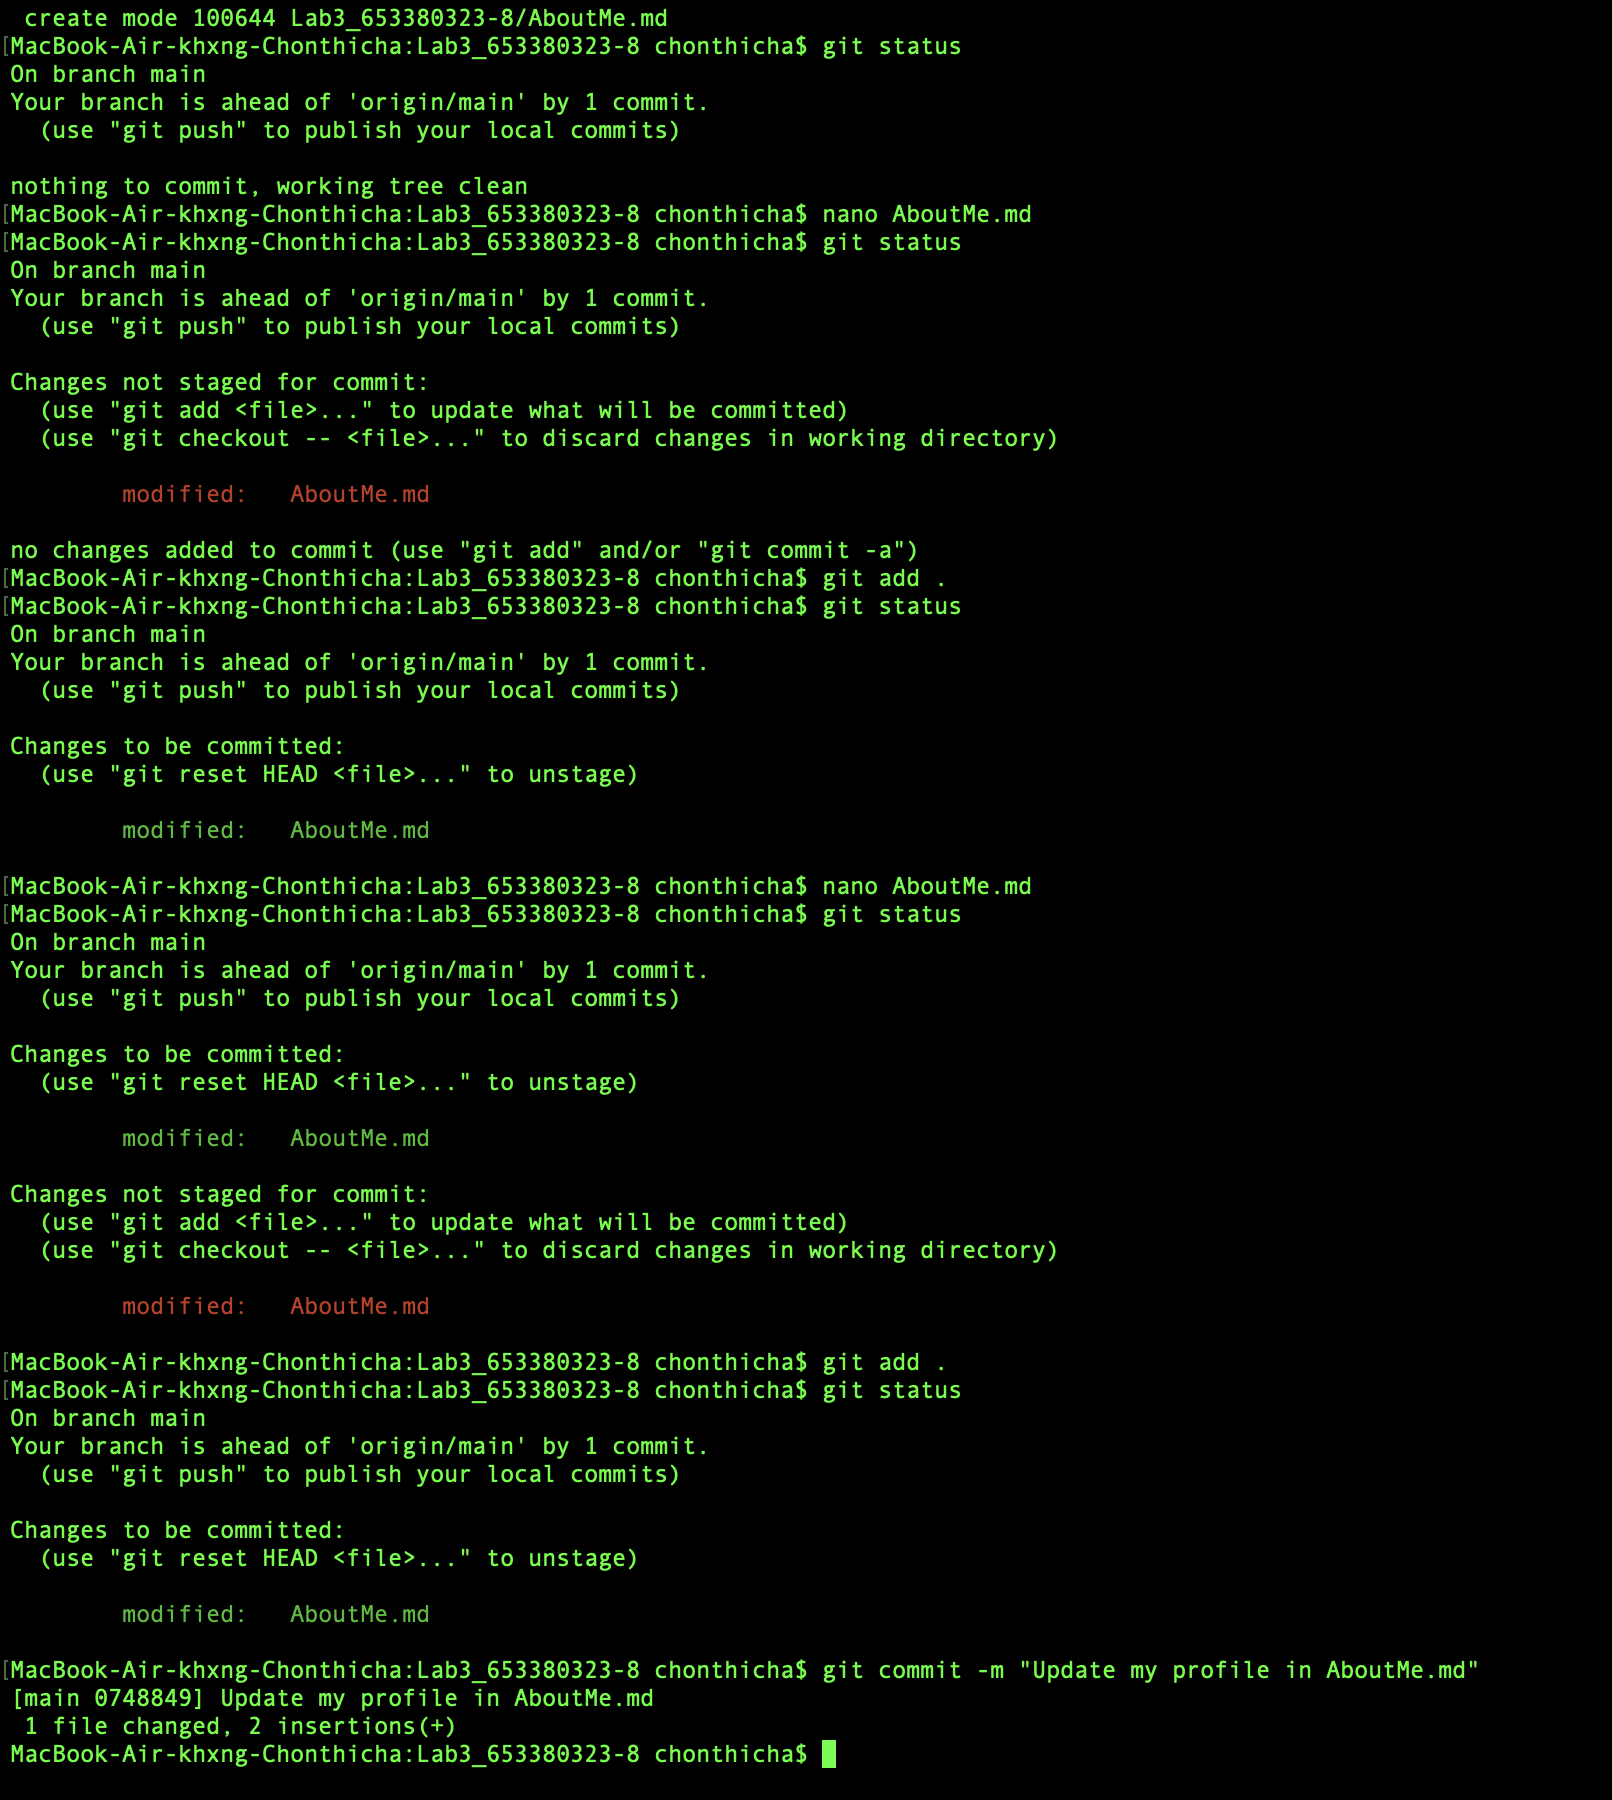 create mode 100644 Lab3_653380323-8/AboutMe.md
[MacBook-Air-khxng-Chonthicha:Lab3_653380323-8 chonthicha$ git status
On branch main
Your branch is ahead of 'origin/main' by 1 commit.
(use "git push" to publish your local commits)
nothing to commit, working tree clean
[MacBook-Air-khxng-Chonthicha:Lab3_653380323-8 chonthicha$ nano AboutMe.md
[MacBook-Air-khxng-Chonthicha:Lab3_653380323-8 chonthicha$ git status
On branch main
Your branch is ahead of 'origin/main' by 1 commit.
(use "git push" to publish your local commits)
Changes not staged for commit:
(use "git add <file>..." to update what will be committed)
(use "git checkout -- <file>..." to discard changes in working directory)
modified:   AboutMe.md
no changes added to commit (use "git add" and/or "git commit -a")
[MacBook-Air-khxng-Chonthicha:Lab3_653380323-8 chonthicha$ git add .
[MacBook-Air-khxng-Chonthicha:Lab3_653380323-8 chonthicha$ git status
On branch main
Your branch is ahead of 'origin/main' by 1 commit.
(use "git push" to publish your local commits)
Changes to be committed:
(use "git reset HEAD <file>..." to unstage)
modified:   AboutMe.md
[MacBook-Air-khxng-Chonthicha:Lab3_653380323-8 chonthicha$ nano AboutMe.md
[MacBook-Air-khxng-Chonthicha:Lab3_653380323-8 chonthicha$ git status
On branch main
Your branch is ahead of 'origin/main' by 1 commit.
(use "git push" to publish your local commits)
Changes to be committed:
(use "git reset HEAD <file>..." to unstage)
modified:   AboutMe.md
Changes not staged for commit:
(use "git add <file>..." to update what will be committed)
(use "git checkout -- <file>..." to discard changes in working directory)
modified:   AboutMe.md
[MacBook-Air-khxng-Chonthicha:Lab3_653380323-8 chonthicha$ git add .
[MacBook-Air-khxng-Chonthicha:Lab3_653380323-8 chonthicha$ git status
On branch main
Your branch is ahead of 'origin/main' by 1 commit.
(use "git push" to publish your local commits)
Changes to be committed:
(use "git reset HEAD <file>..." to unstage)
modified:   AboutMe.md
[MacBook-Air-khxng-Chonthicha:Lab3_653380323-8 chonthicha$ git commit -m "Update my profile in AboutMe.md"
[main 0748849] Update my profile in AboutMe.md
1 file changed, 2 insertions(+)
MacBook-Air-khxng-Chonthicha:Lab3_653380323-8 chonthicha$